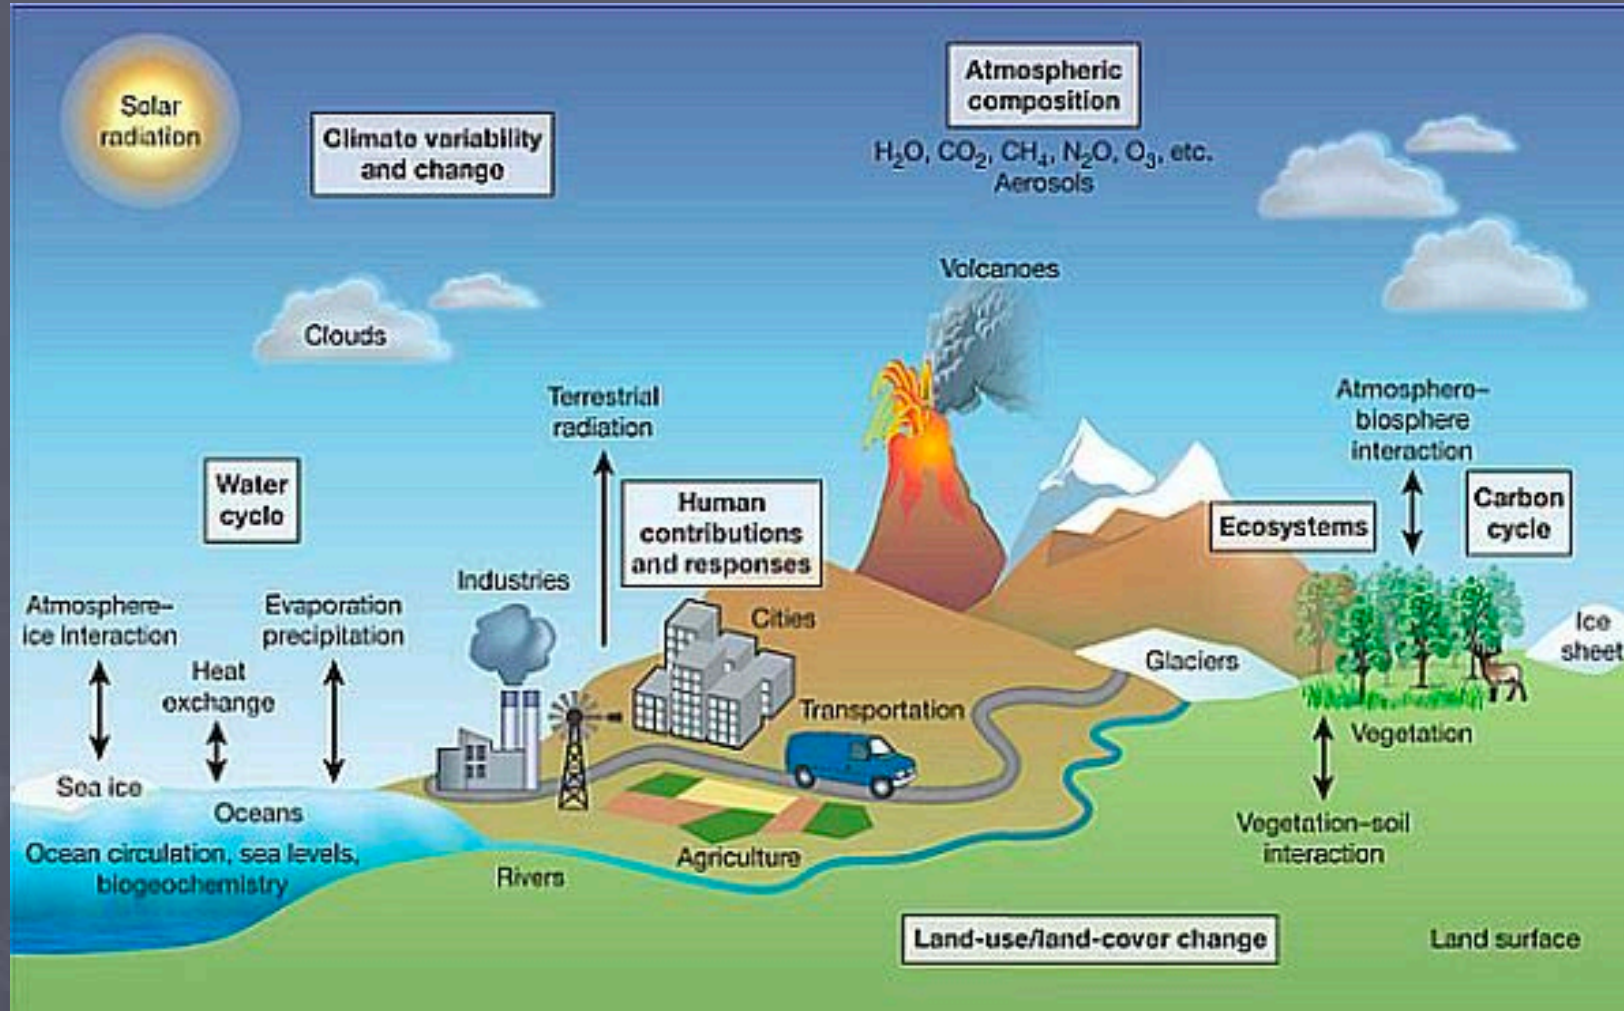 Solar
radiation
Climate variability
and change
Atmospheric
composition
H₂O, CO₂, CH₄, N₂O, O₃, etc.
Aerosols
Volcanoes
Clouds
Terrestrial
radiation
Atmosphere–
biosphere
interaction
Water
cycle
Human
contributions
and responses
Ecosystems
Carbon
cycle
Industries
Atmosphere–
ice interaction
Evaporation
precipitation
Heat
exchange
Cities
Glaciers
Ice
sheet
Transportation
Vegetation
Sea ice
Oceans
Ocean circulation, sea levels,
biogeochemistry
Rivers
Agriculture
Vegetation–soil
interaction
Land-use/land-cover change
Land surface